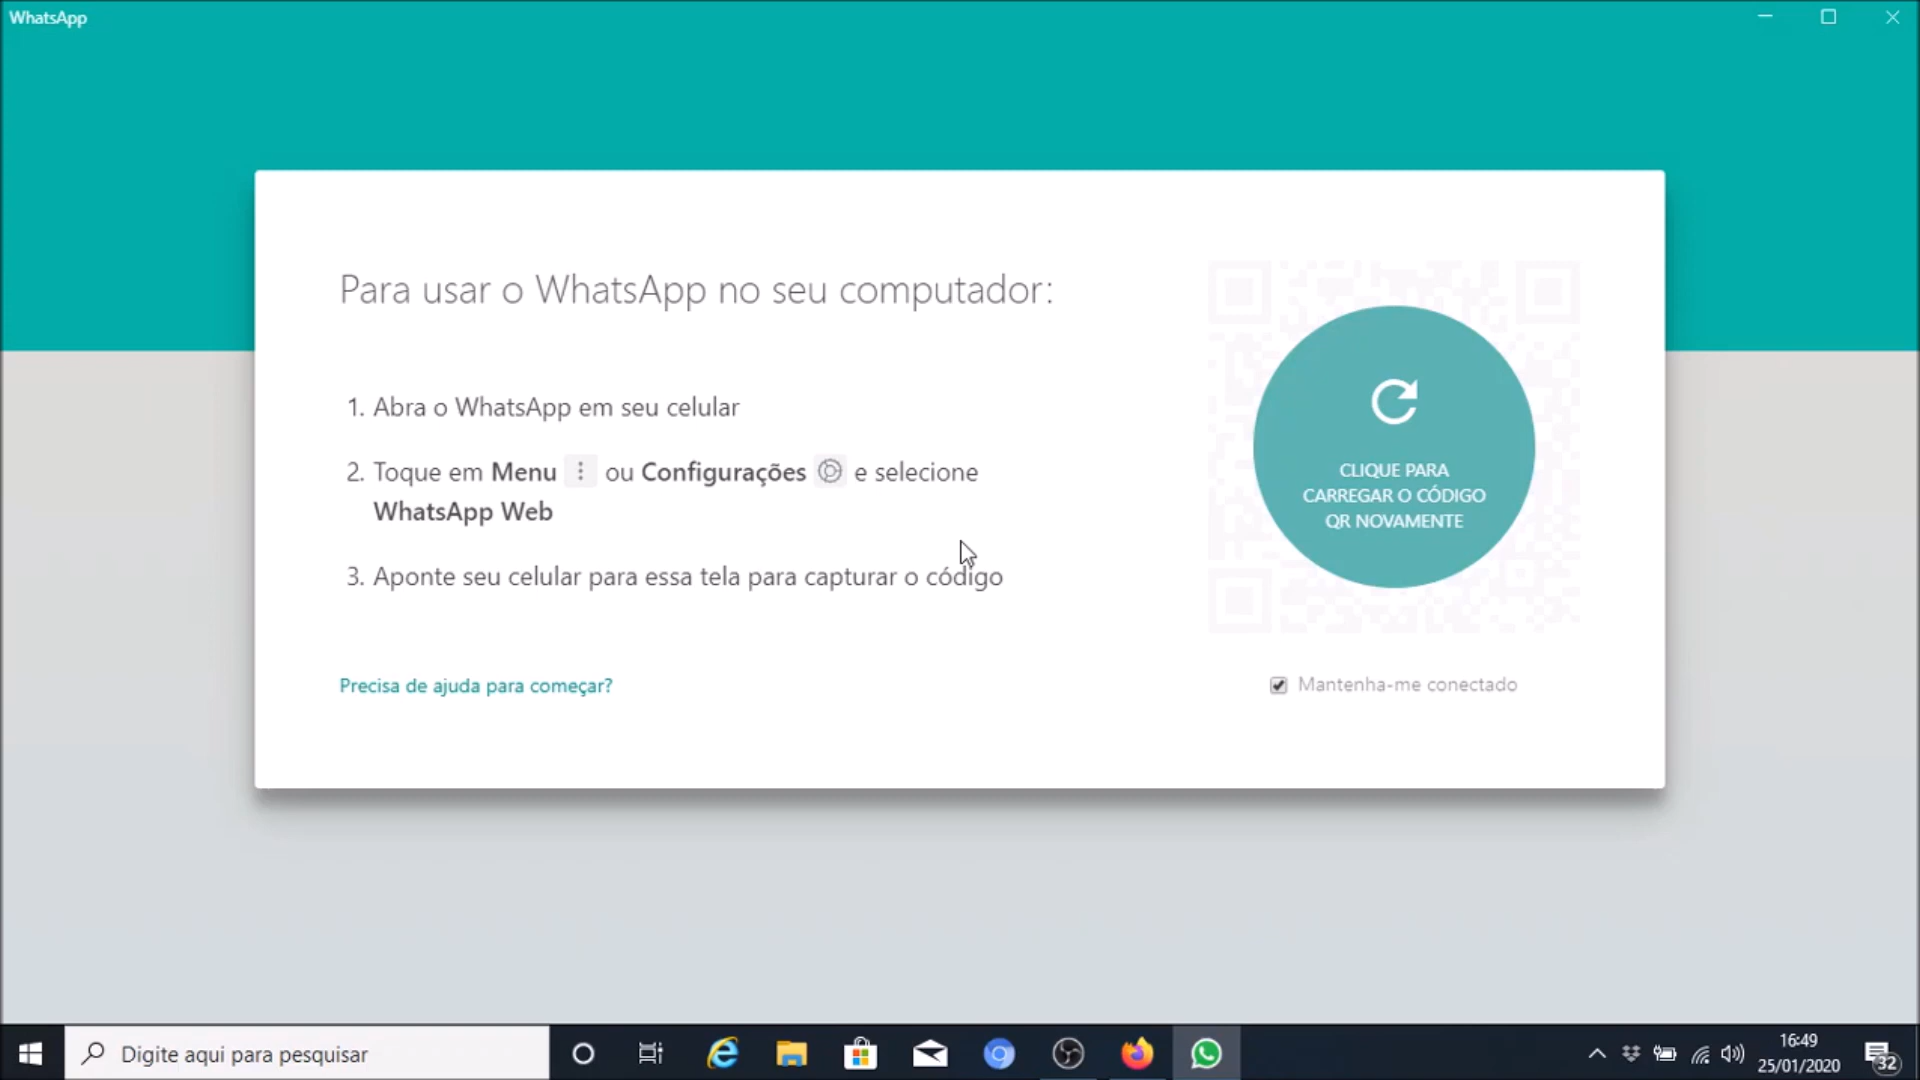 WhatsApp
Para usar o WhatsApp no seu computador:
1. Abra o WhatsApp em seu celular
2. Toque em Menu ou Configurações e selecione
WhatsApp Web
3. Aponte seu celular para essa tela para capturar o código
CLIQUE PARA
CARREGAR O CÓDIGO
QR NOVAMENTE
Precisa de ajuda para começar?
Mantenha-me conectado
Digite aqui para pesquisar
16:49
25/01/2020
32